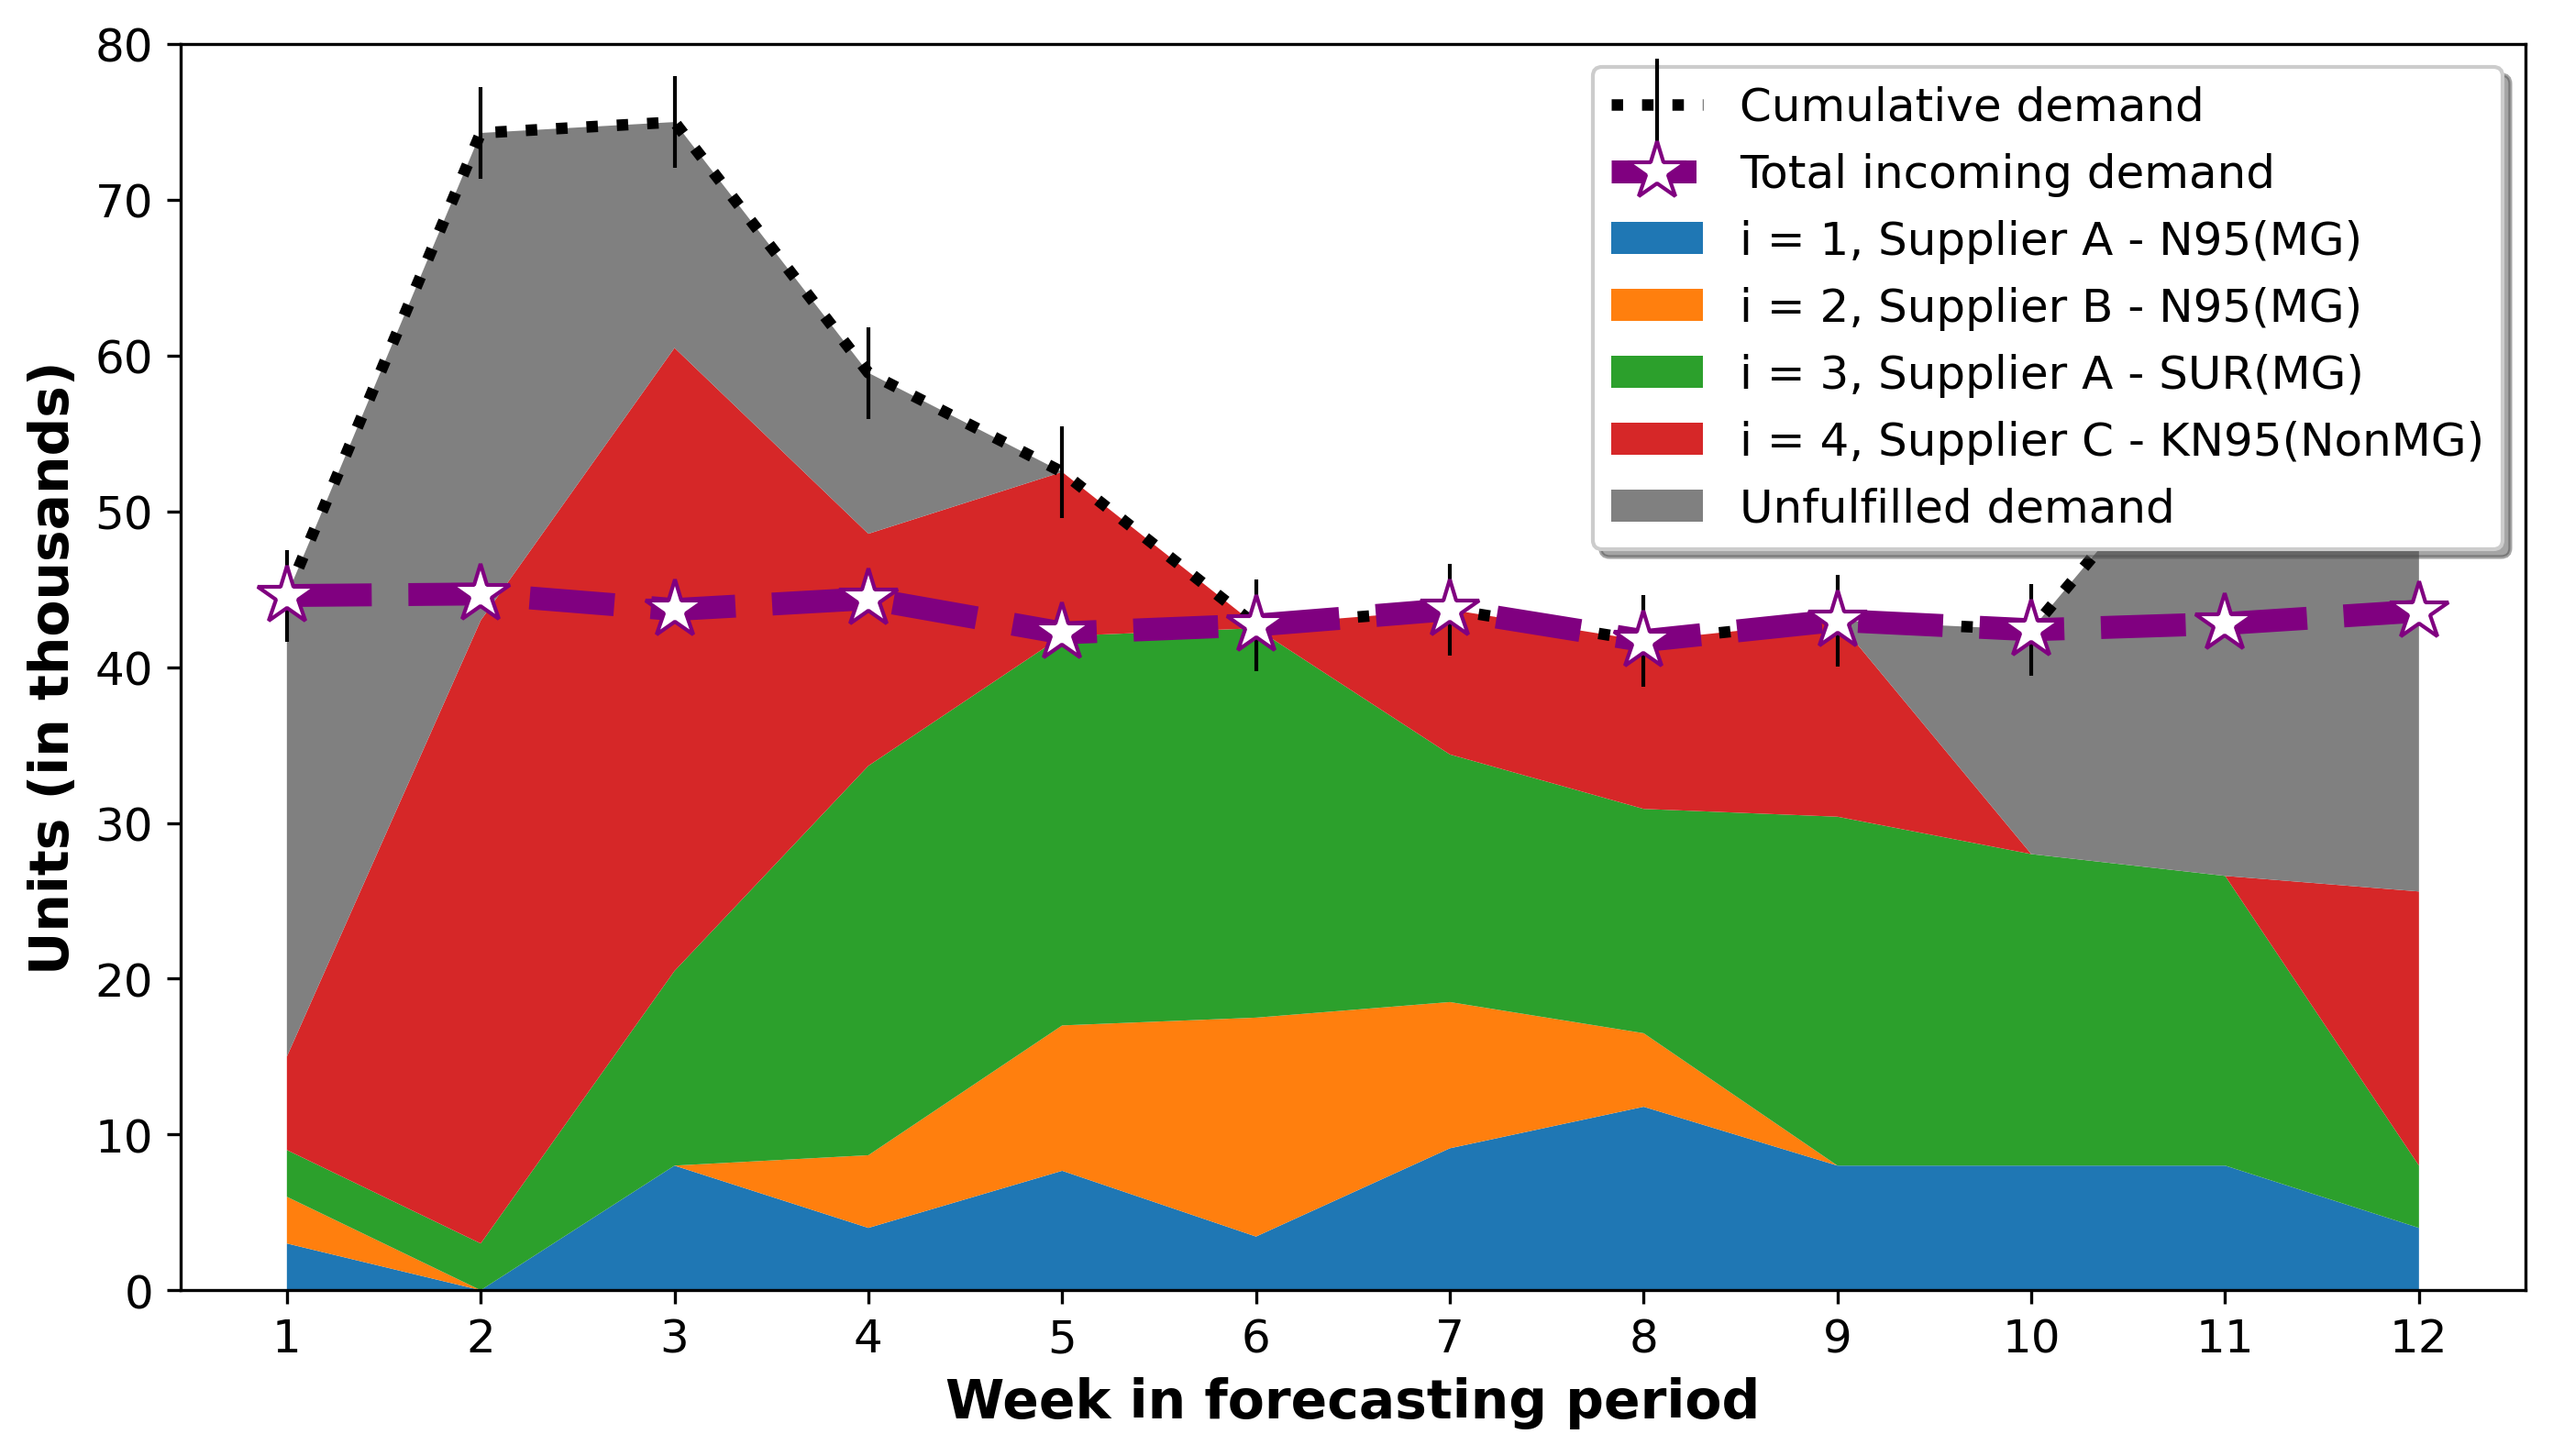 80
70
60
50
40
30
20
10
0
Units (in thousands)
Cumulative demand
Total incoming demand
i = 1, Supplier A - N95(MG)
i = 2, Supplier B - N95(MG)
i = 3, Supplier A - SUR(MG)
i = 4, Supplier C - KN95(NonMG)
Unfulfilled demand
1 2 3 4 5 6 7 8 9 10 11 12
Week in forecasting period